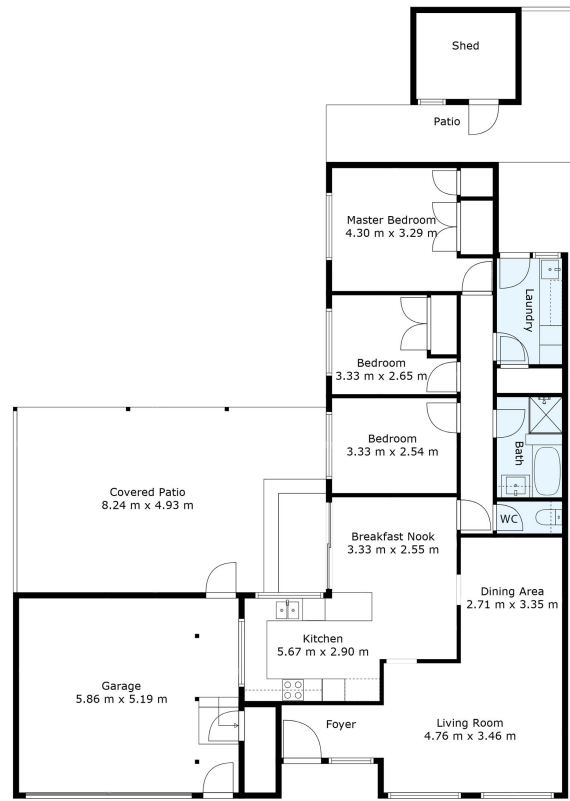 Shed
Patio
Master Bedroom
4.30 m x 3.29 m
Laundry
Bedroom
3.33 m x 2.65 m
Bedroom
3.33 m x 2.54 m
Bath
Covered Patio
8.24 m x 4.93 m
WC
Breakfast Nook
3.33 m x 2.55 m
Dining Area
2.71 m x 3.35 m
Kitchen
5.67 m x 2.90 m
Garage
5.86 m x 5.19 m
Foyer
Living Room
4.76 m x 3.46 m